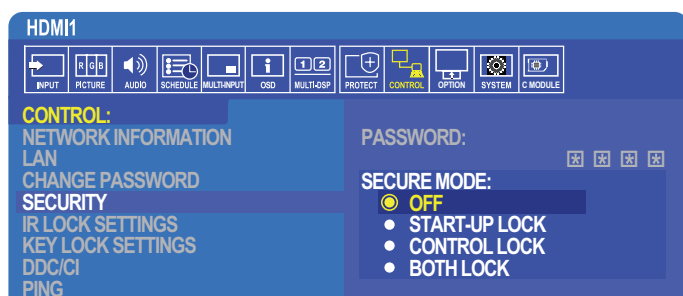 HDMI1
INPUT RGB PICTURE AUDIO SCHEDULE MULTI-INPUT i OSD 12 MULTI-DSP PROTECT CONTROL OPTION SYSTEM C MODULE
CONTROL:
NETWORK INFORMATION
LAN
CHANGE PASSWORD
SECURITY
IR LOCK SETTINGS
KEY LOCK SETTINGS
DDC/CI
PING
PASSWORD:
* * * *
SECURE MODE:
OFF
START-UP LOCK
CONTROL LOCK
BOTH LOCK